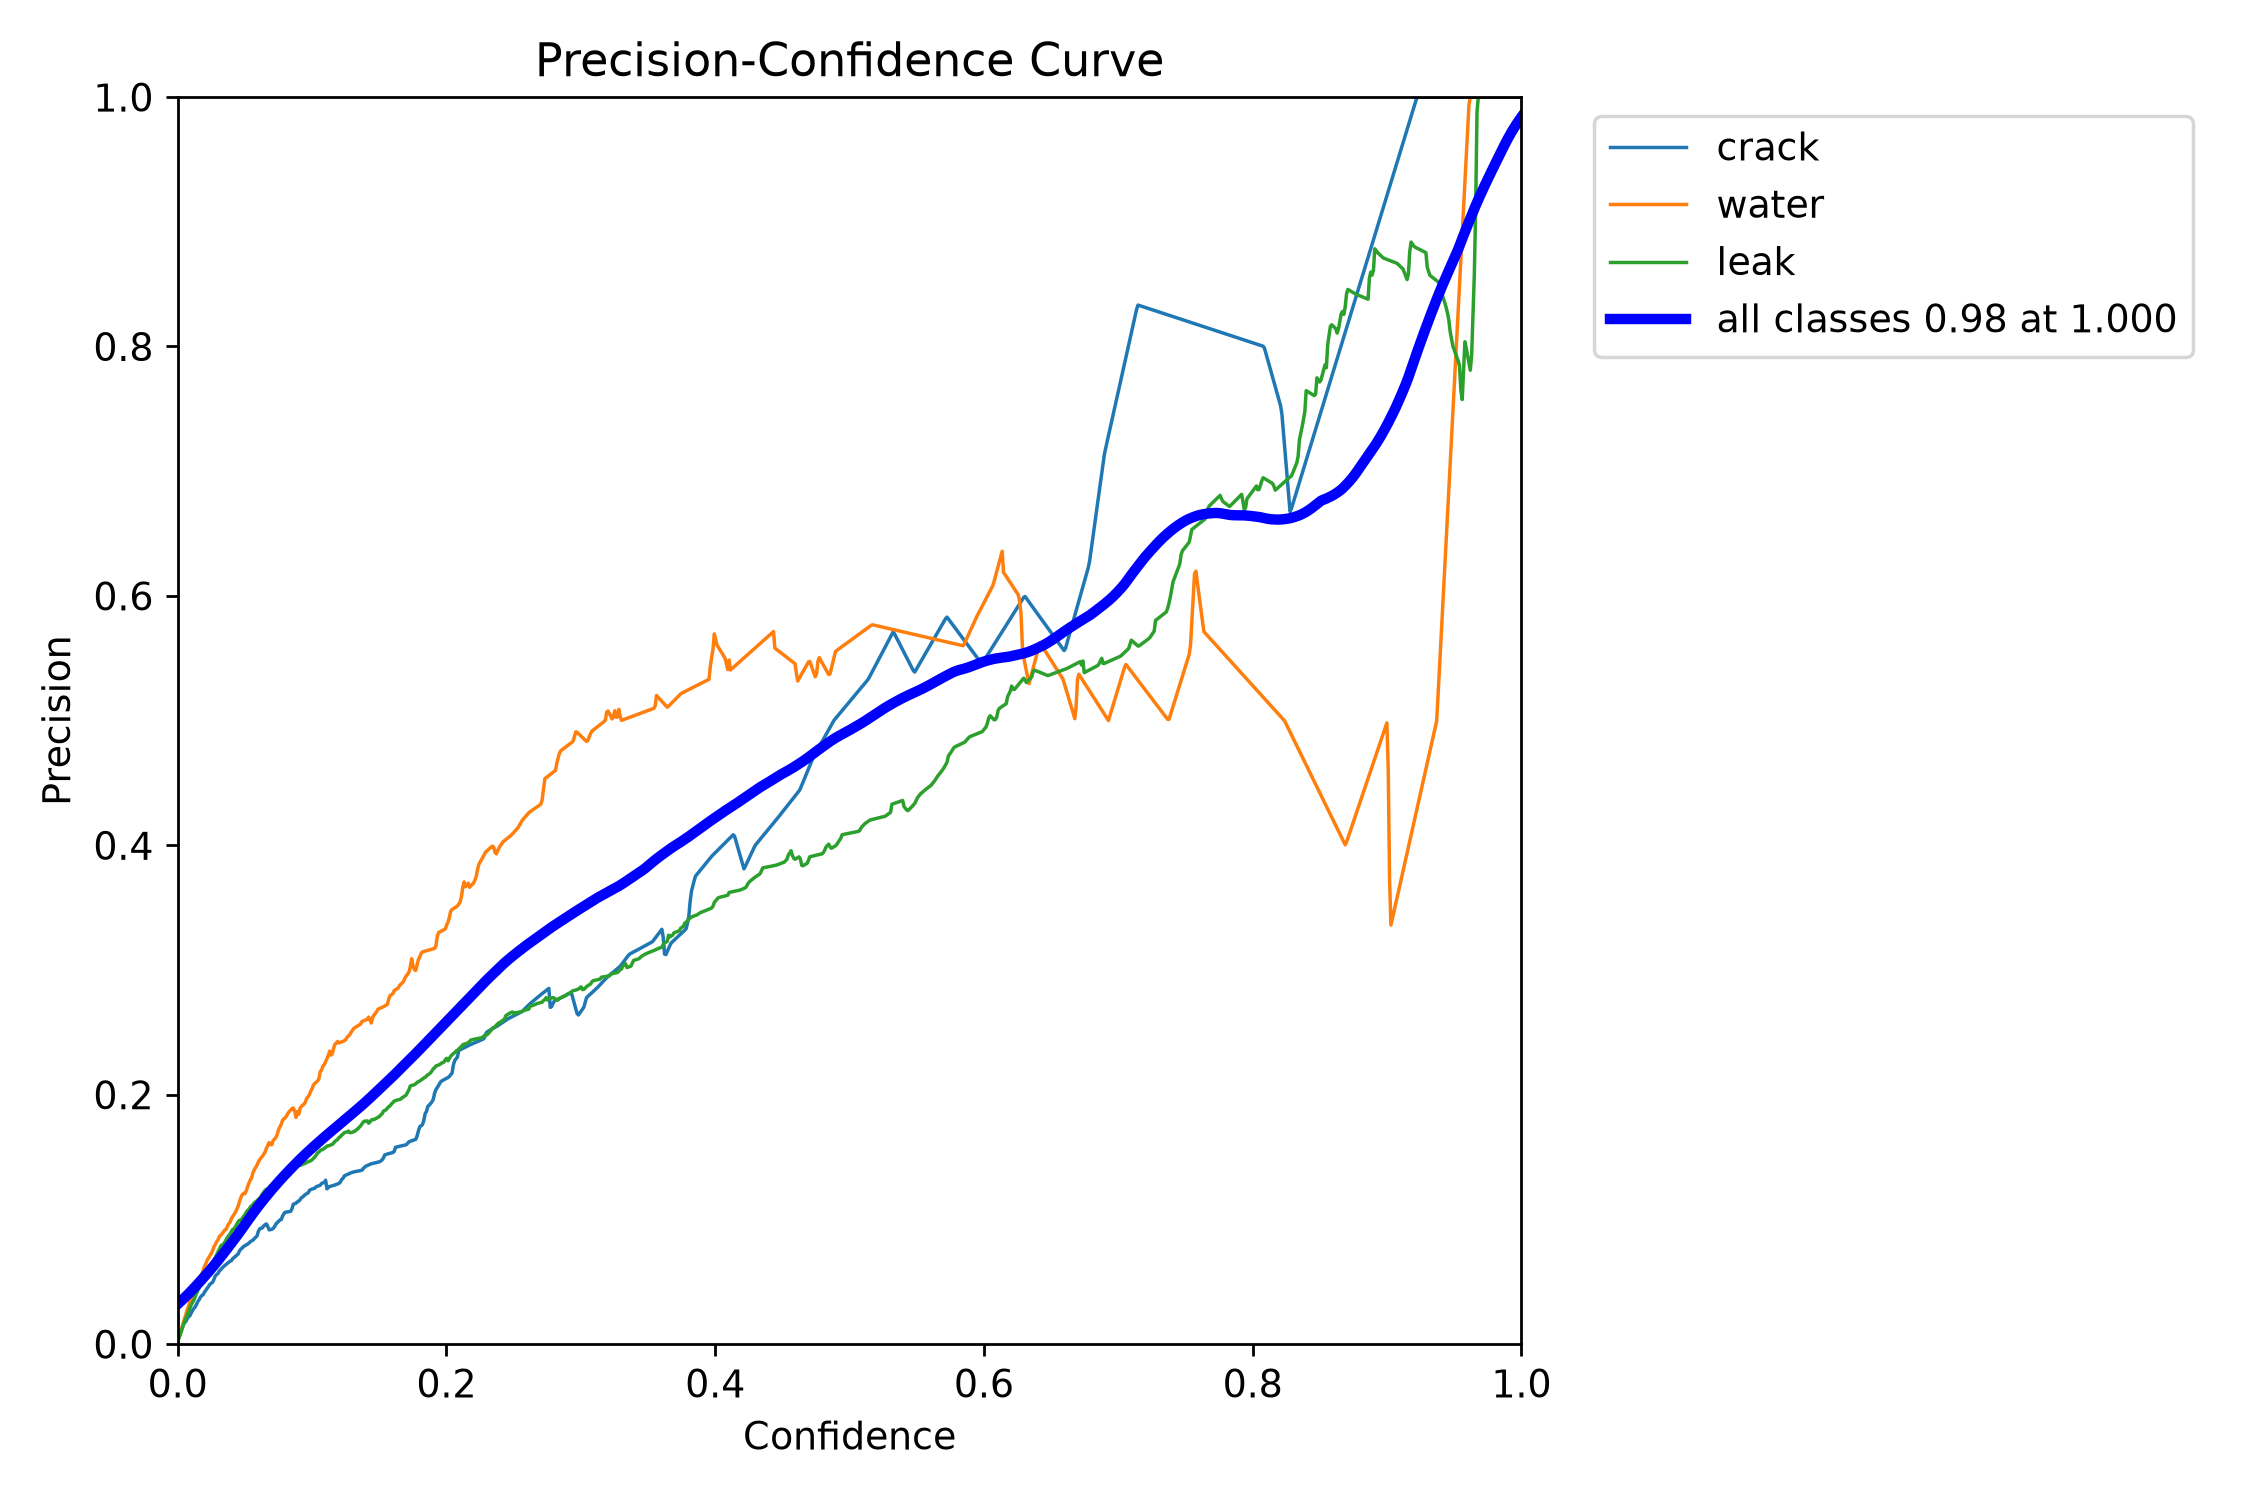 Precision-Confidence Curve
crack
water
leak
all classes 0.98 at 1.000
Precision
1.0
0.8
0.6
0.4
0.2
0.0
0.0 0.2 0.4 0.6 0.8 1.0
Confidence